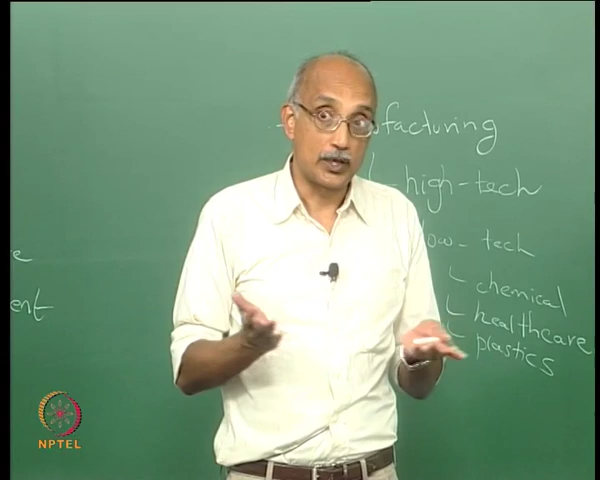 facturing
high-tech
low-tech
chemical
healthcare
plastics
e
ent
NPTEL